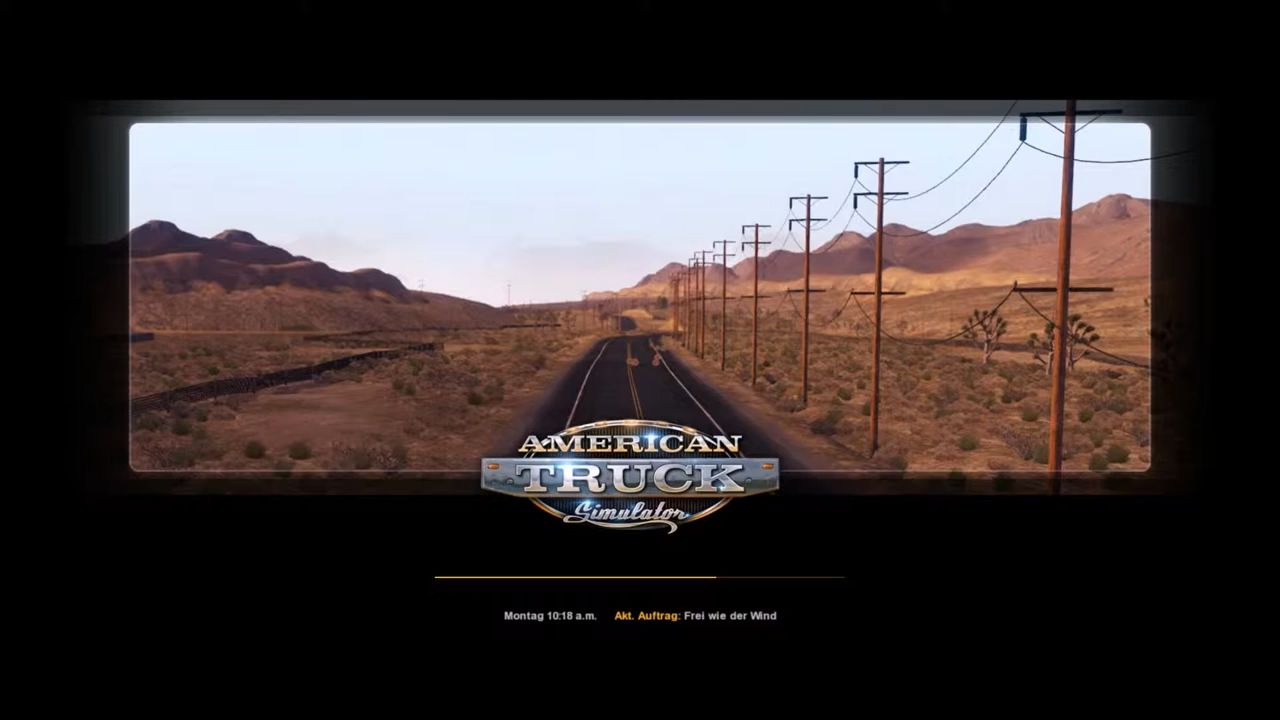 AMERICAN
TRUCK
Simulator
Montag 10:18 a.m. Akt. Auftrag: Frei wie der Wind